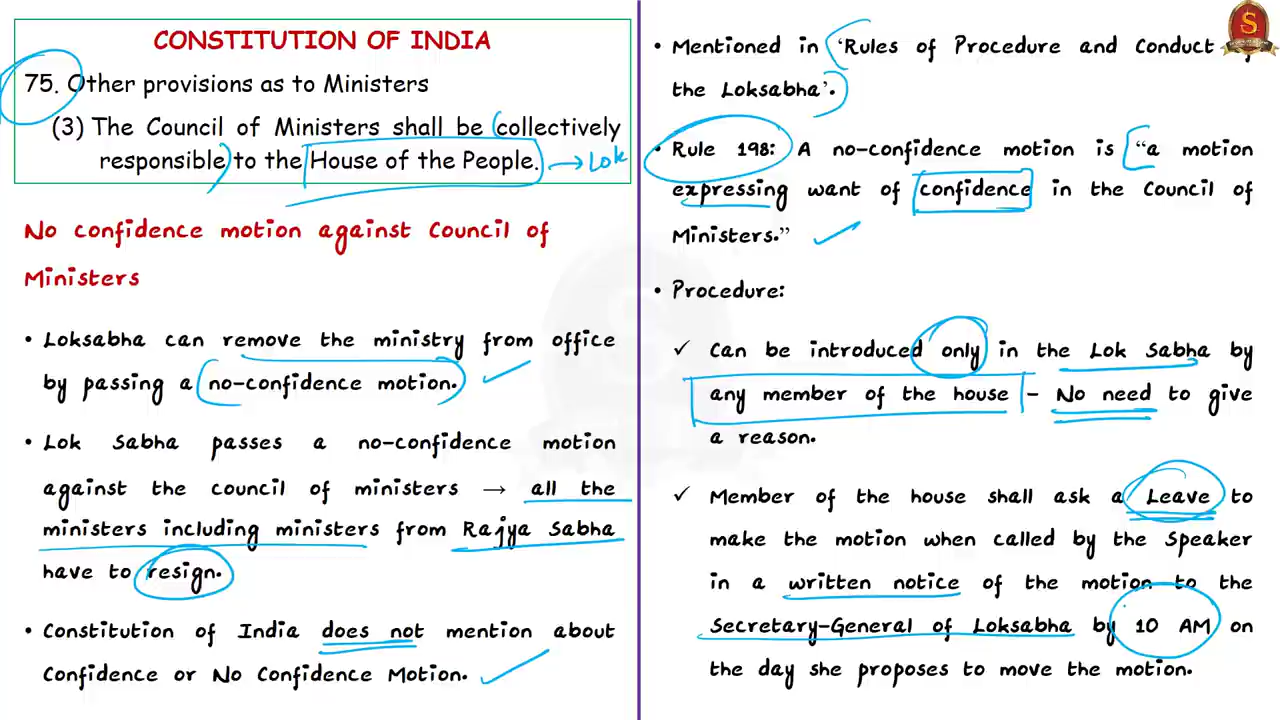 CONSTITUTION OF INDIA
75. Other provisions as to Ministers
(3) The Council of Ministers shall be collectively
responsible to the House of the People. → Lok
No confidence motion against Council of
Ministers
• Loksabha can remove the ministry from office
by passing a no-confidence motion.
• Lok Sabha passes a no-confidence motion
against the council of ministers → all the
ministers including ministers from Rajya Sabha
have to resign.
• Constitution of India does not mention about
Confidence or No Confidence Motion.
• Mentioned in ‘Rules of Procedure and Conduct
the Loksabha’.
• Rule 198: A no-confidence motion is “a motion
expressing want of confidence in the Council of
Ministers.”
• Procedure:
✓ Can be introduced only in the Lok Sabha by
any member of the house – No need to give
a reason.
✓ Member of the house shall ask a Leave to
make the motion when called by the Speaker
in a written notice of the motion to the
Secretary-General of Loksabha by 10 AM on
the day she proposes to move the motion.
S